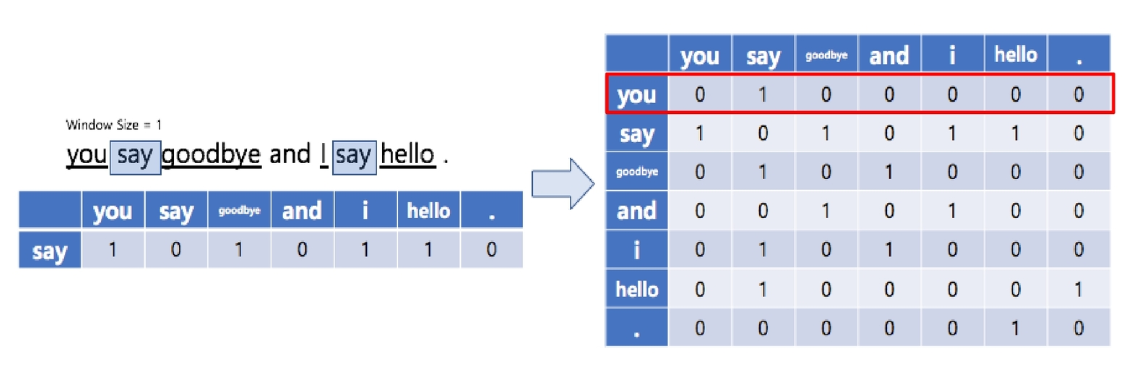 Window Size = 1
you say goodbye and I say hello .
you say goodbye and i hello .
say 1 0 1 0 1 1 0
you say goodbye and i hello .
you 0 1 0 0 0 0 0
say 1 0 1 0 1 1 0
goodbye 0 1 0 1 0 0 0
and 0 0 1 0 1 0 0
i 0 1 0 1 0 0 0
hello 0 1 0 0 0 0 1
. 0 0 0 0 0 1 0